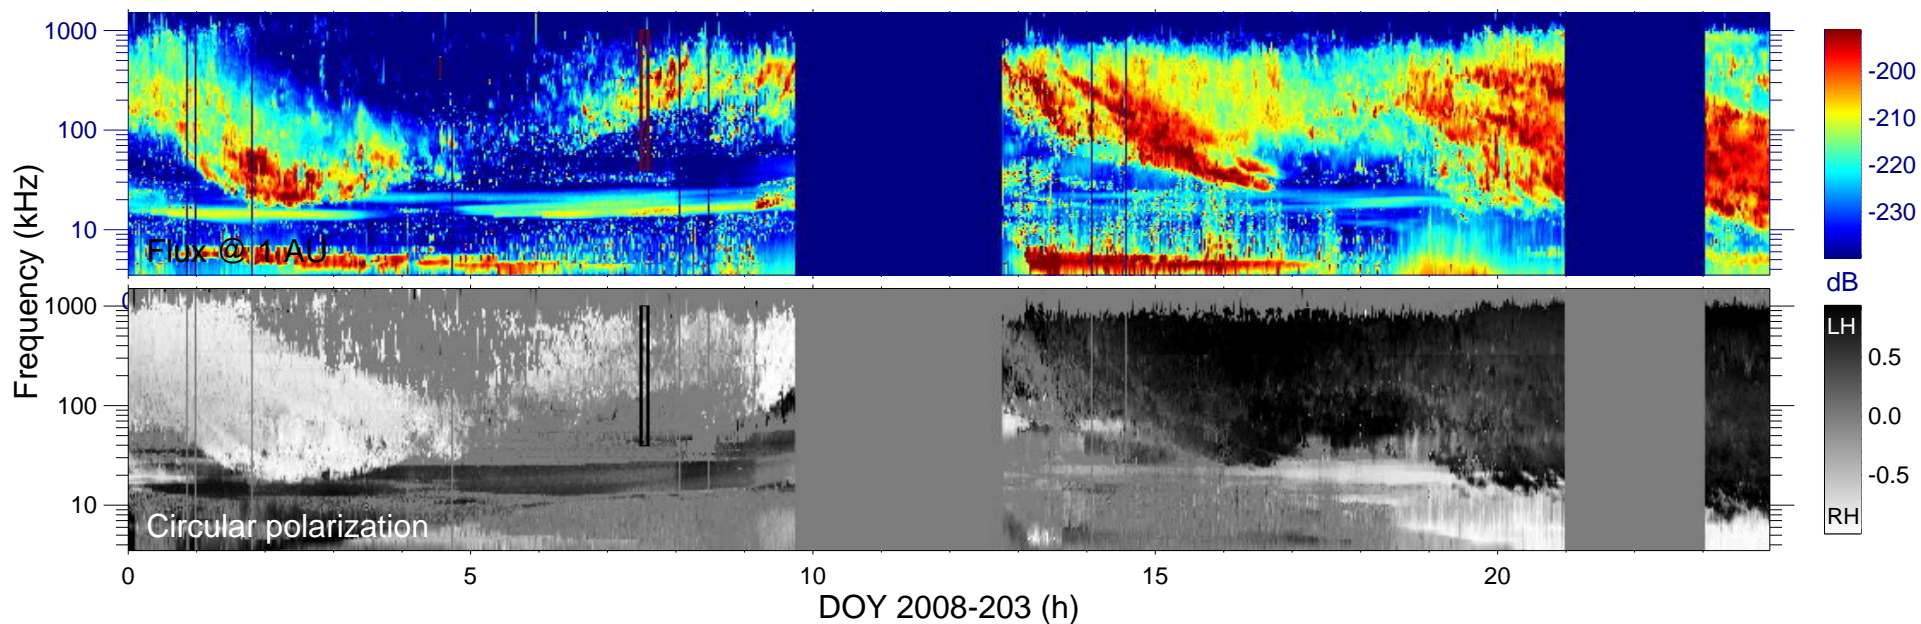 1000
100
10
Flux @ 1 AU
-200
-210
-220
-230
dB
0
1000
100
10
Circular polarization
LH
0.5
0.0
-0.5
RH
Frequency (kHz)
0 5 10 15 20
DOY 2008-203 (h)